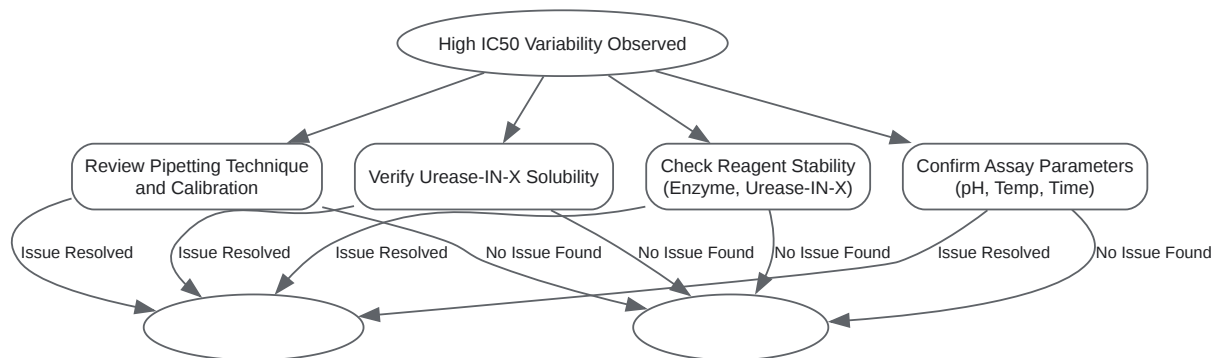 High IC50 Variability Observed
Review Pipetting Technique
and Calibration
Verify Urease-IN-X Solubility
Check Reagent Stability
(Enzyme, Urease-IN-X)
Confirm Assay Parameters
(pH, Temp, Time)
Issue Resolved
Issue Resolved
Issue Resolved
No Issue Found
No Issue Found
No Issue Found
Issue Resolved
No Issue Found